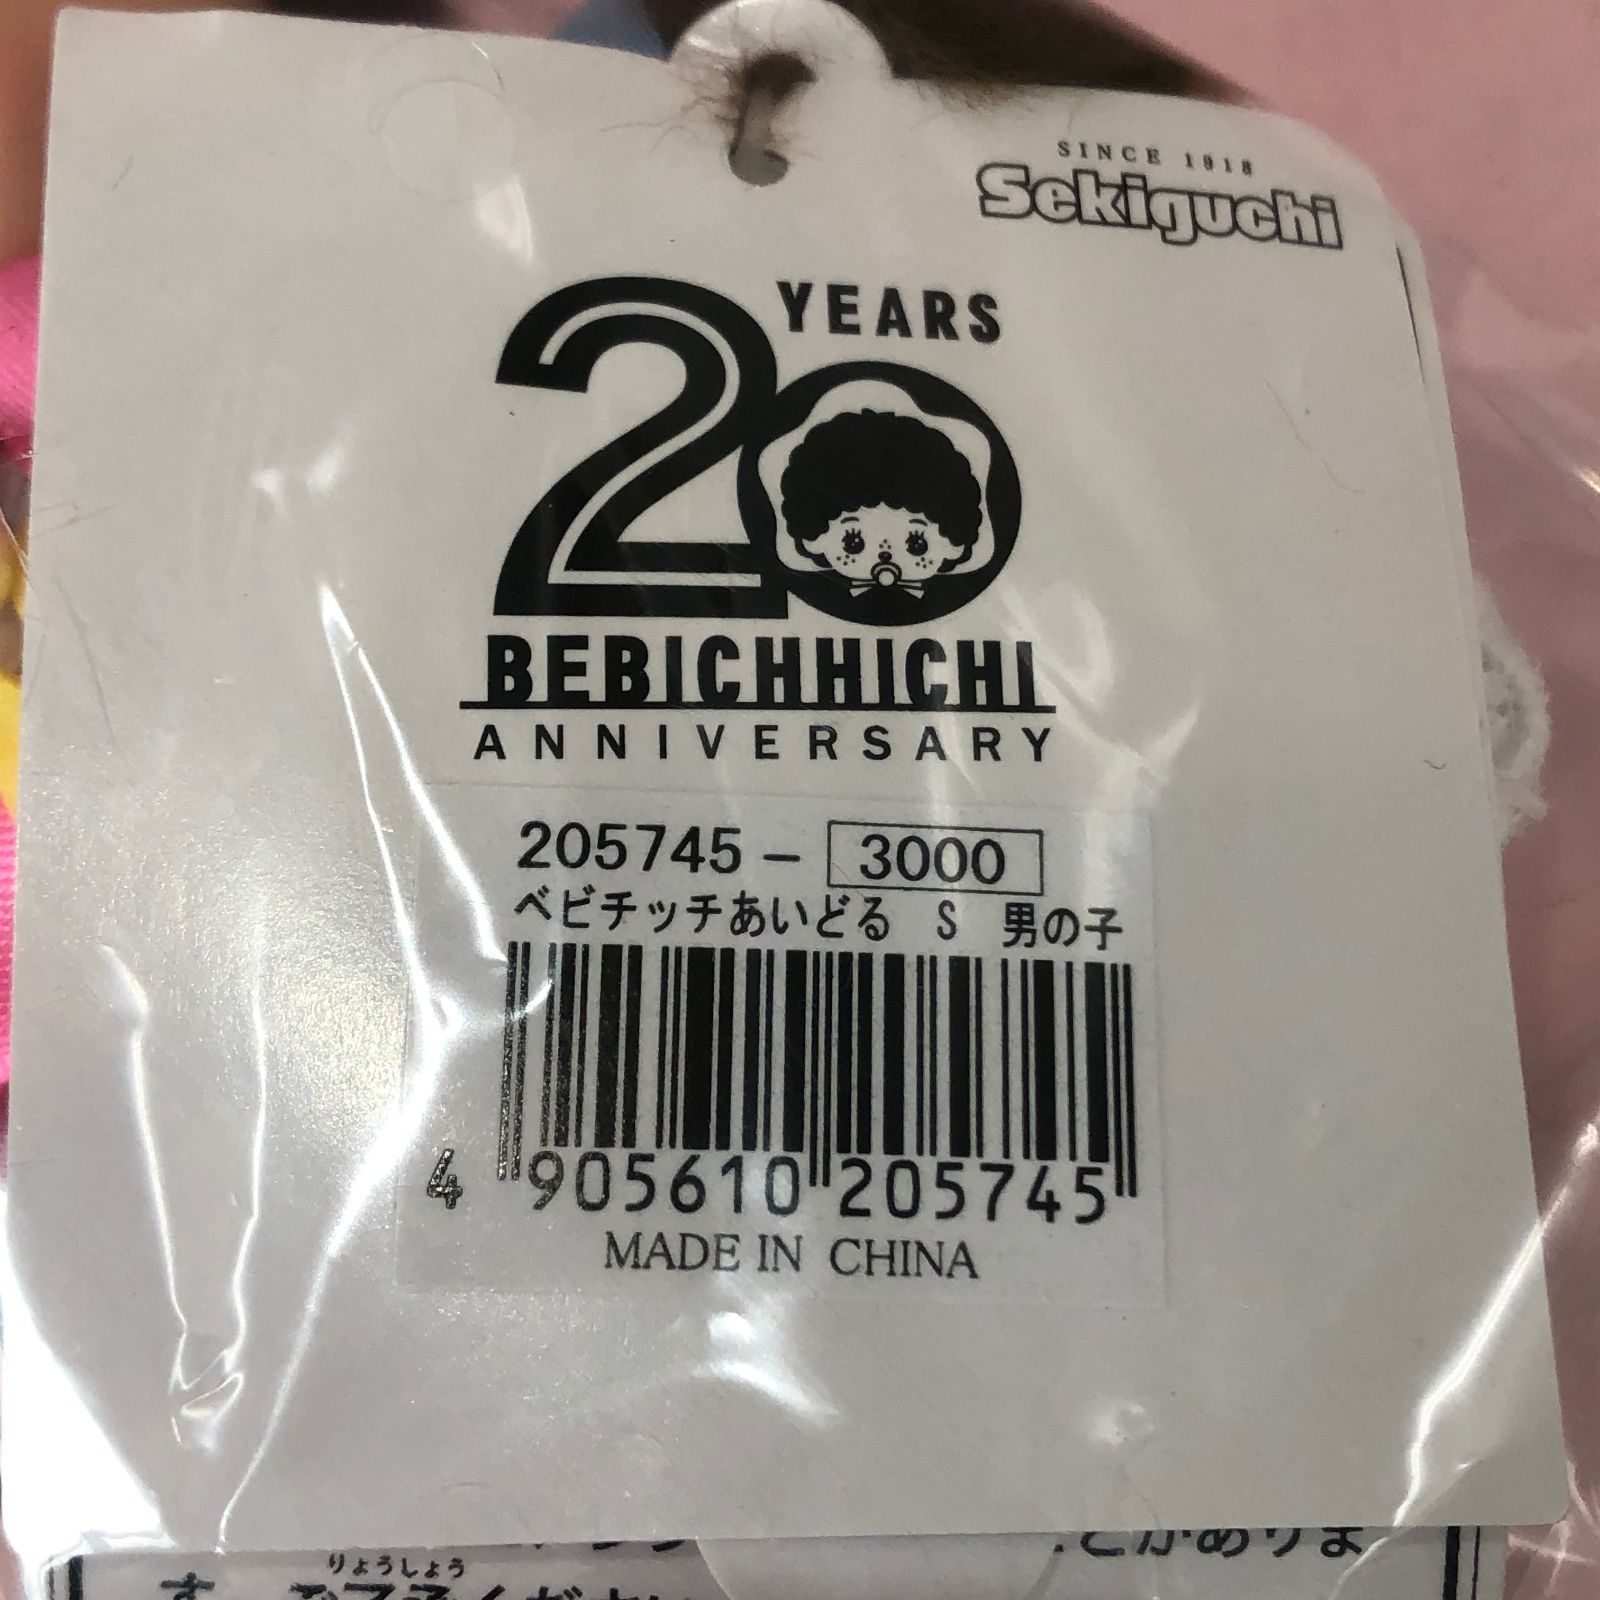 SINCE 1918
Sekiguchi
20 YEARS
BEBICHHICHI
ANNIVERSARY
205745- 3000
ベビチッチあいどる S 男の子
4 905610 205745
MADE IN CHINA
りょうしょう